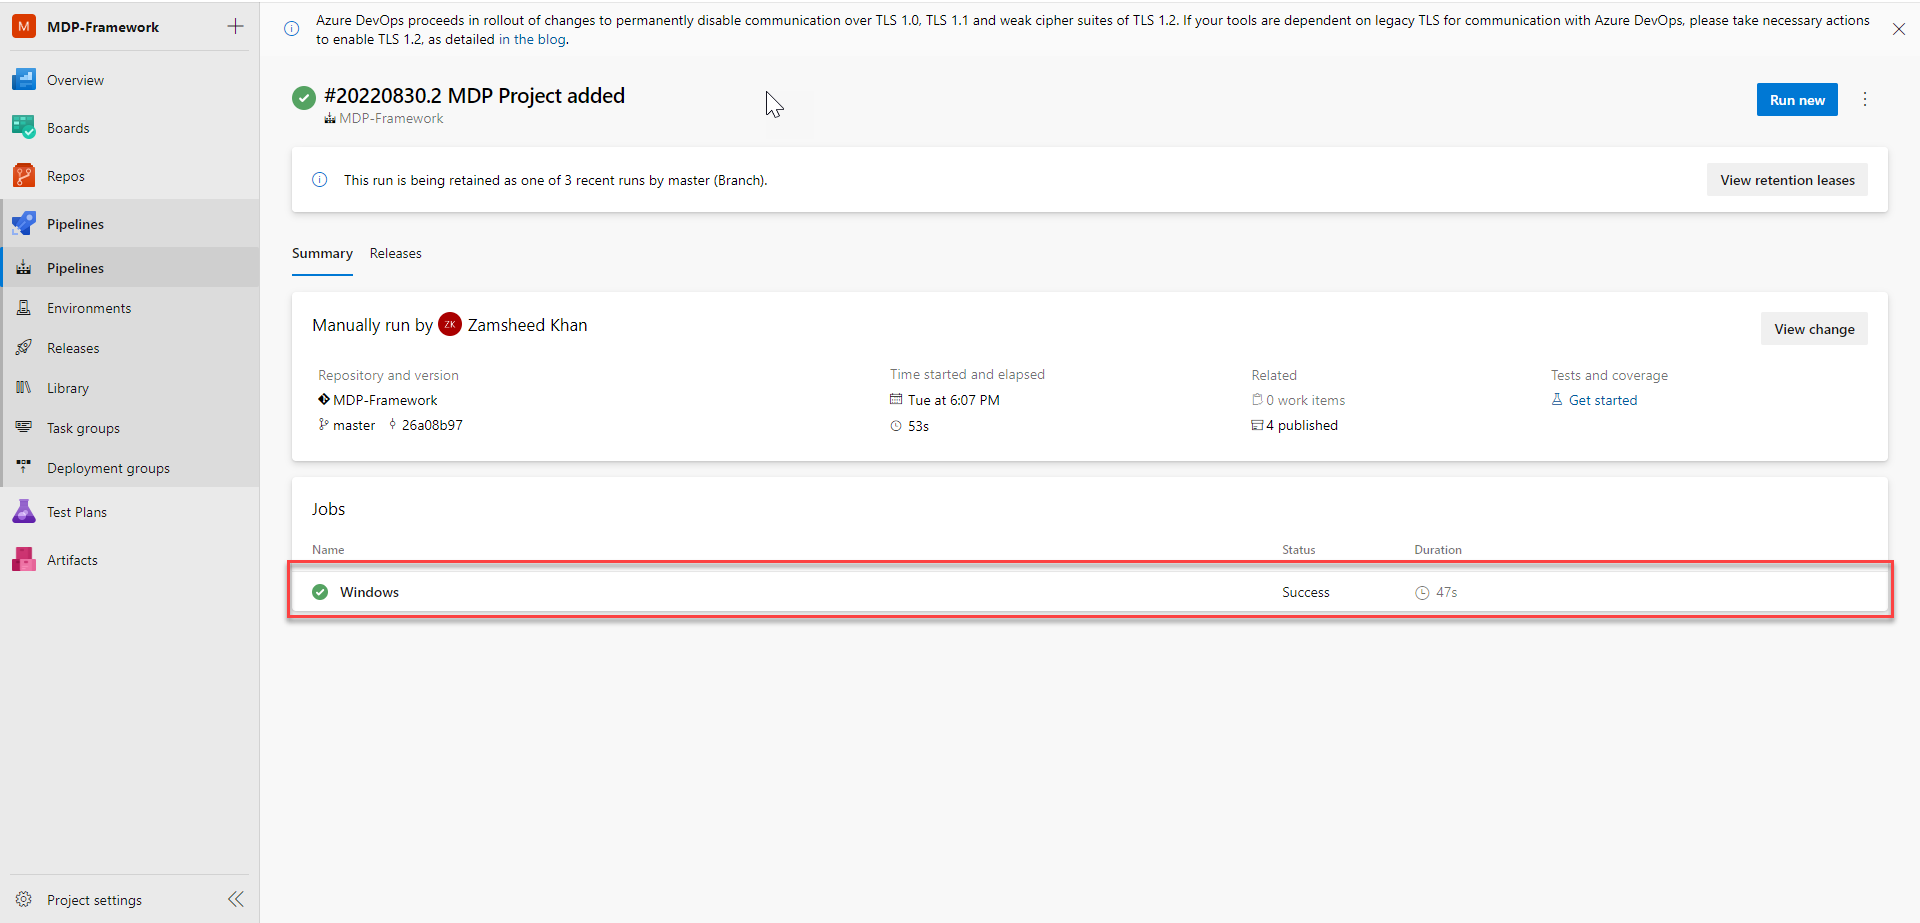 M MDP-Framework
Overview
Boards
Repos
Pipelines
Pipelines
Environments
Releases
Library
Task groups
Deployment groups
Test Plans
Artifacts
Project settings
Azure DevOps proceeds in rollout of changes to permanently disable communication over TLS 1.0, TLS 1.1 and weak cipher suites of TLS 1.2. If your tools are dependent on legacy TLS for communication with Azure DevOps, please take necessary actions
to enable TLS 1.2, as detailed in the blog.
#20220830.2 MDP Project added
MDP-Framework
Run new
This run is being retained as one of 3 recent runs by master (Branch).
View retention leases
Summary Releases
Manually run by ZK Zamsheed Khan
View change
Repository and version
MDP-Framework
master 26a08b97
Time started and elapsed
Tue at 6:07 PM
53s
Related
0 work items
4 published
Tests and coverage
Get started
Jobs
Name Status Duration
Windows Success 47s